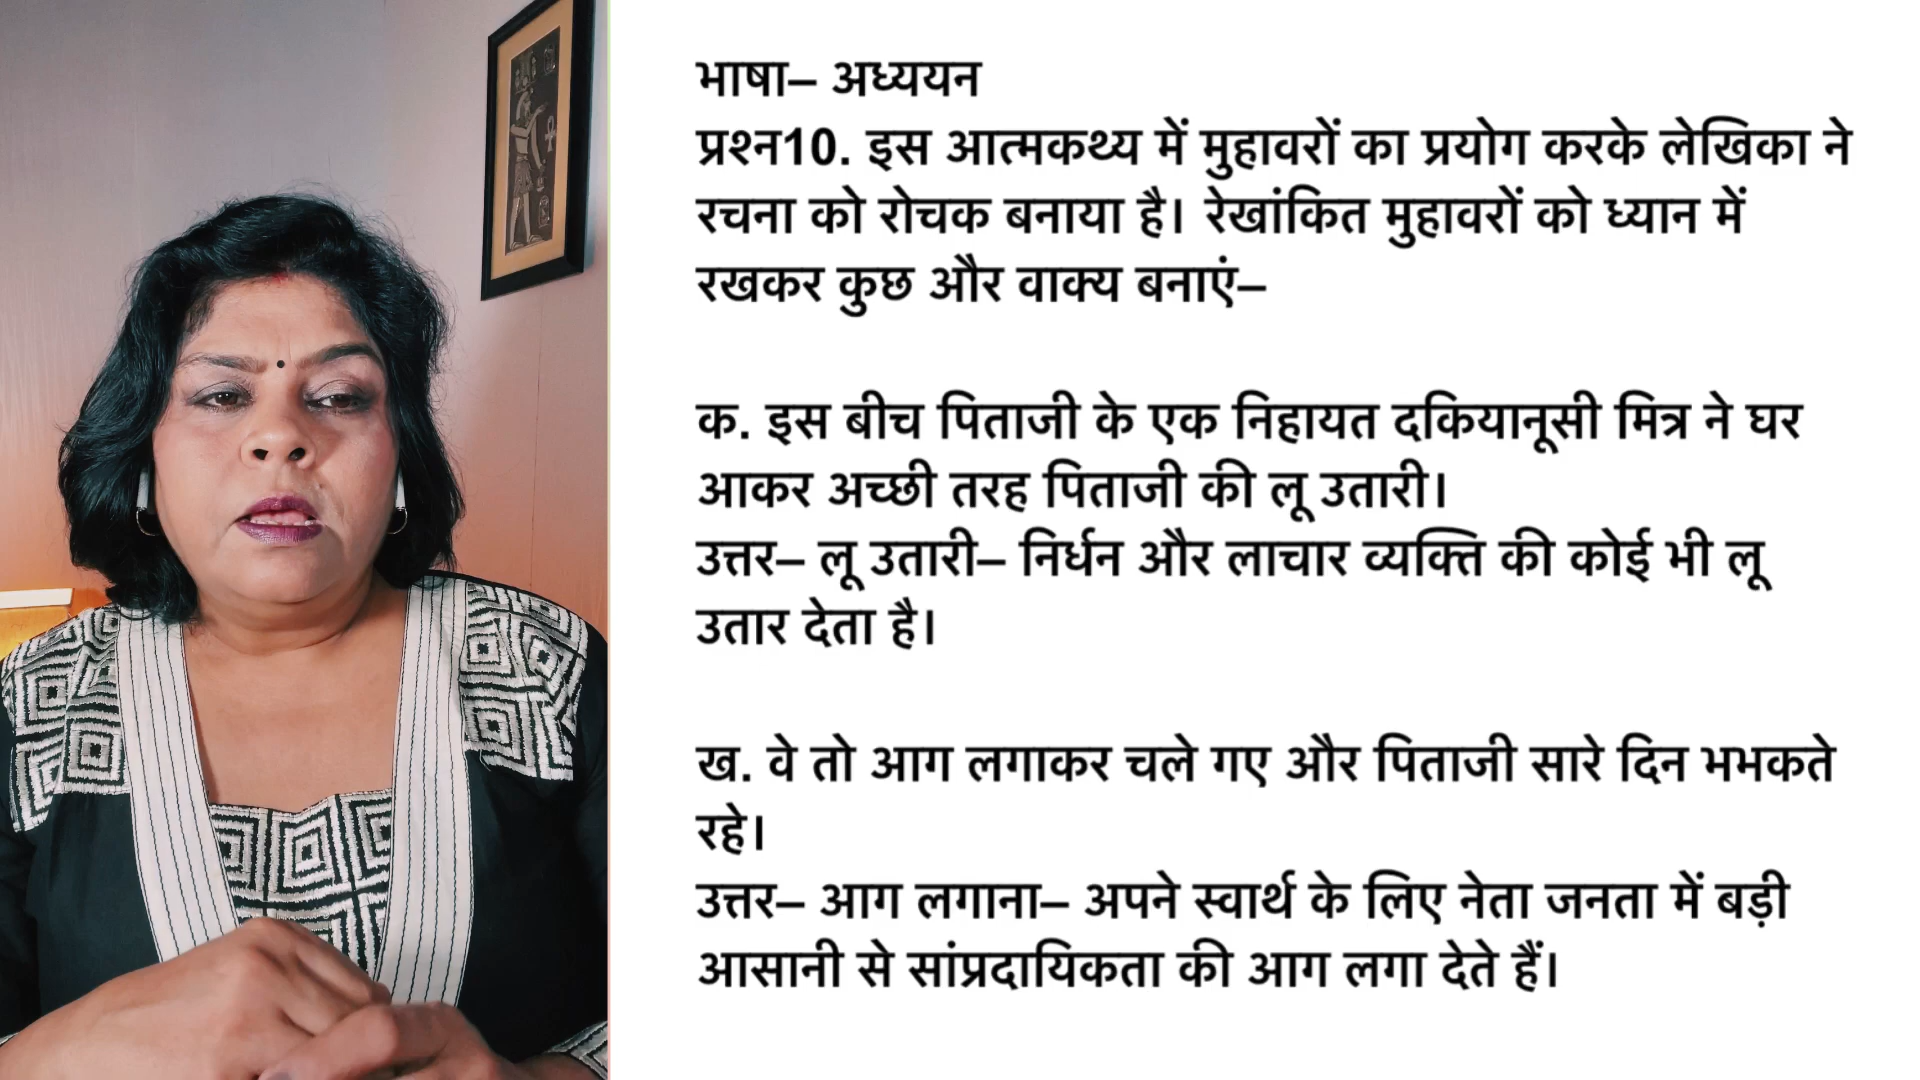 भाषा– अध्ययन
प्रश्न10. इस आत्मकथ्य में मुहावरों का प्रयोग करके लेखिका ने
रचना को रोचक बनाया है। रेखांकित मुहावरों को ध्यान में
रखकर कुछ और वाक्य बनाएं–
क. इस बीच पिताजी के एक निहायत दकियानूसी मित्र ने घर
आकर अच्छी तरह पिताजी की लू उतारी।
उत्तर– लू उतारी– निर्धन और लाचार व्यक्ति की कोई भी लू
उतार देता है।
ख. वे तो आग लगाकर चले गए और पिताजी सारे दिन भभकते
रहे।
उत्तर– आग लगाना– अपने स्वार्थ के लिए नेता जनता में बड़ी
आसानी से सांप्रदायिकता की आग लगा देते हैं।